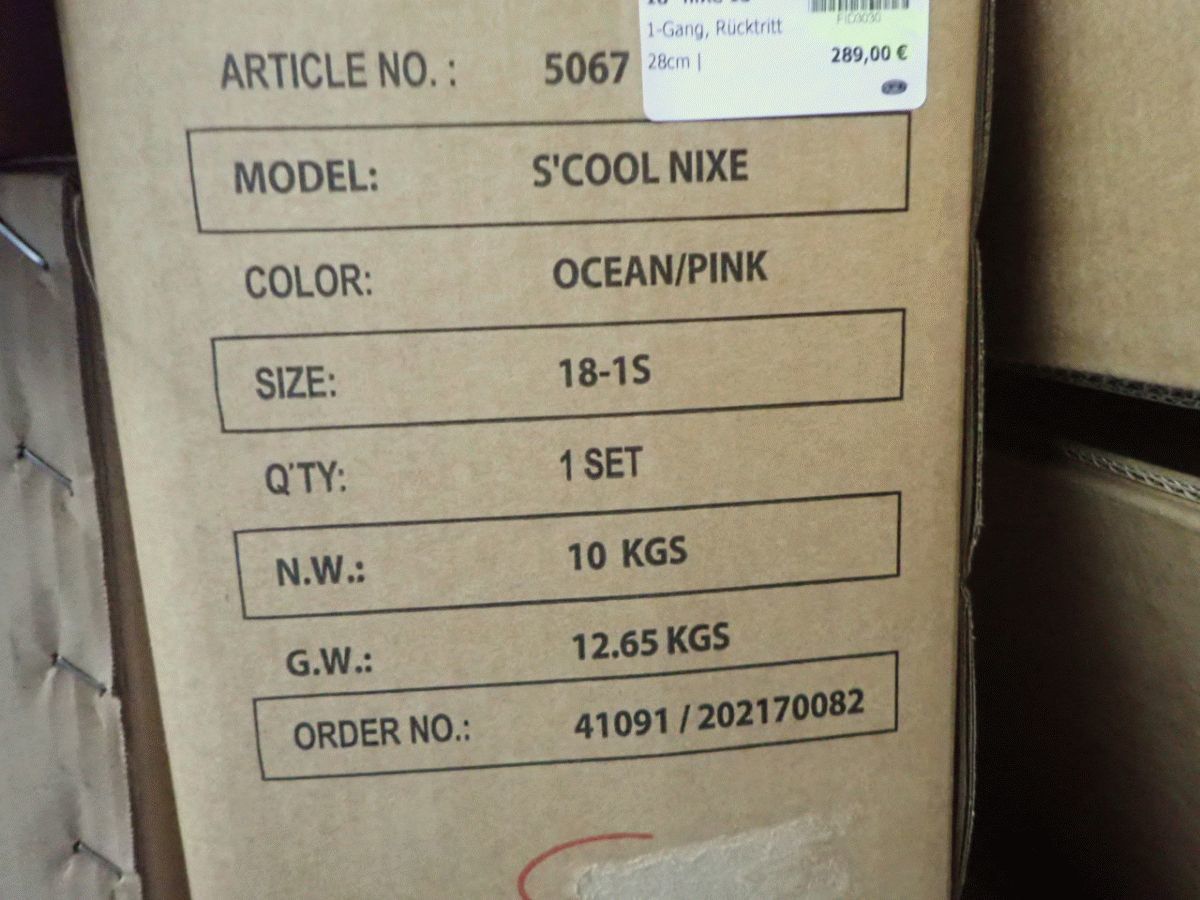 1-Gang, Rücktritt
28cm |
289,00 €
ARTICLE NO. : 5067
MODEL: S'COOL NIXE
COLOR: OCEAN/PINK
SIZE: 18-1S
Q'TY: 1 SET
N.W.: 10 KGS
G.W.: 12.65 KGS
ORDER NO.: 41091 / 202170082